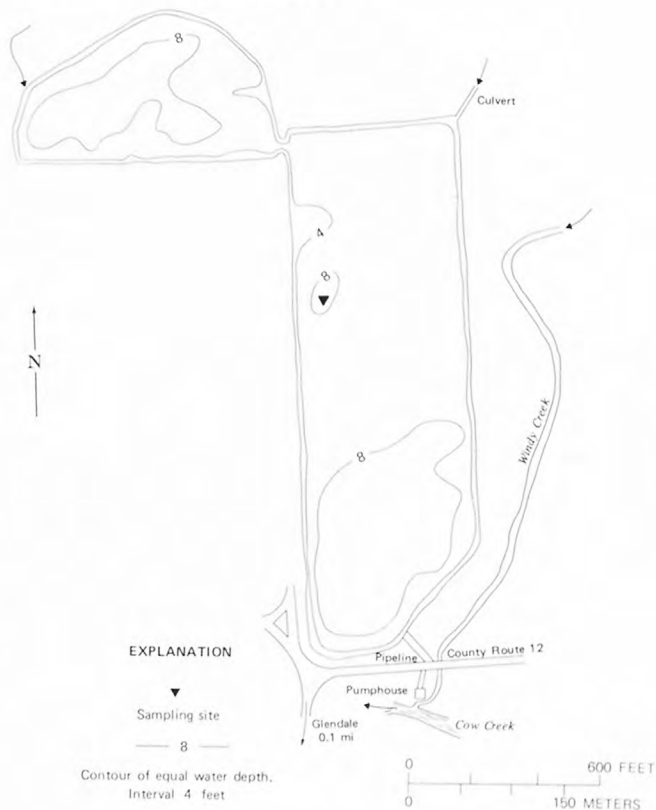 8
Culvert
4
8
N
Windy Creek
8
EXPLANATION
Sampling site
8
Contour of equal water depth.
Interval 4 feet
Pipeline
County Route 12
Pumphouse
Cow Creek
Glendale
0.1 mi
0 600 FEET
0 150 METERS